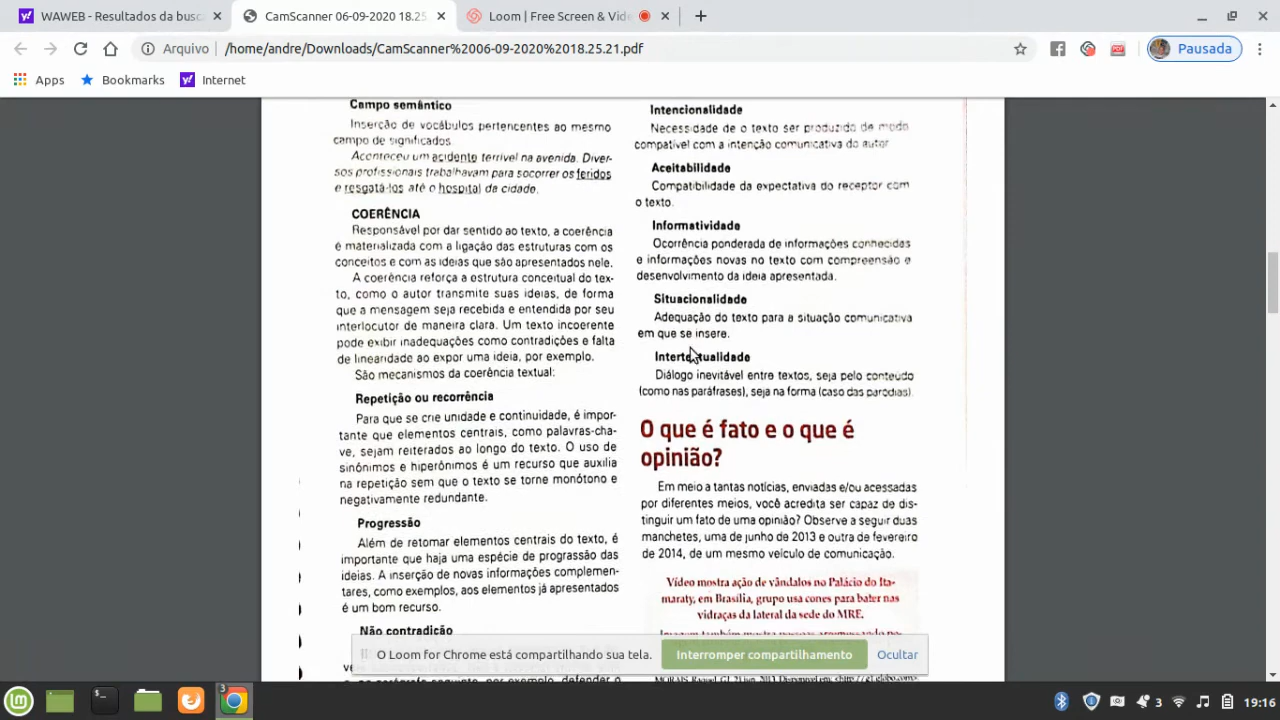 WAWEB - Resultados da busc
CamScanner 06-09-2020 18.25
Loom | Free Screen & Vide
Arquivo
/home/andre/Downloads/CamScanner%2006-09-2020%2018.25.21.pdf
Pausada
Apps
Bookmarks
Internet
Campo semântico
Inserção de vocábulos pertencentes ao mesmo
campo de significados.
Aconteceu um acidente terrível na avenida. Diver-
sos profissionais trabalhavam para socorrer os feridos
e resgatá-los até o hospital da cidade.
COERÊNCIA
Responsável por dar sentido ao texto, a coerência
é materializada com a ligação das estruturas com os
conceitos e com as ideias que são apresentados nele.
A coerência reforça a estrutura conceitual do tex-
to, como o autor transmite suas ideias, de forma
que a mensagem seja recebida e entendida por seu
interlocutor de maneira clara. Um texto incoerente
pode exibir inadequações como contradições e falta
de linearidade ao expor uma ideia, por exemplo.
São mecanismos da coerência textual:
Repetição ou recorrência
Para que se crie unidade e continuidade, é impor-
tante que elementos centrais, como palavras-cha-
ve, sejam reiterados ao longo do texto. O uso de
sinônimos e hiperônimos é um recurso que auxilia
na repetição sem que o texto se torne monótono e
negativamente redundante.
Progressão
Além de retomar elementos centrais do texto, é
importante que haja uma espécie de progressão das
ideias. A inserção de novas informações complemen-
tares, como exemplos, aos elementos já apresentados
é um bom recurso.
Não contradição
Intencionalidade
Necessidade de o texto ser produzido de modo
compatível com a intenção comunicativa do autor.
Aceitabilidade
Compatibilidade da expectativa do receptor com
o texto.
Informatividade
Ocorrência ponderada de informações conhecidas
e informações novas no texto com compreensão e
desenvolvimento da ideia apresentada.
Situacionalidade
Adequação do texto para a situação comunicativa
em que se insere.
Intertextualidade
Diálogo inevitável entre textos, seja pelo conteúdo
(como nas paráfrases), seja na forma (caso das paródias).
O que é fato e o que é
opinião?
Em meio a tantas notícias, enviadas e/ou acessadas
por diferentes meios, você acredita ser capaz de dis-
tinguir um fato de uma opinião? Observe a seguir duas
manchetes, uma de junho de 2013 e outra de fevereiro
de 2014, de um mesmo veículo de comunicação.
Vídeo mostra ação de vândalos no Palácio do Ita-
maraty, em Brasília, grupo usa cones para bater nas
vidraças da lateral da sede do MRE.
O Loom for Chrome está compartilhando sua tela.
Interromper compartilhamento
Ocultar
3
3
19:16